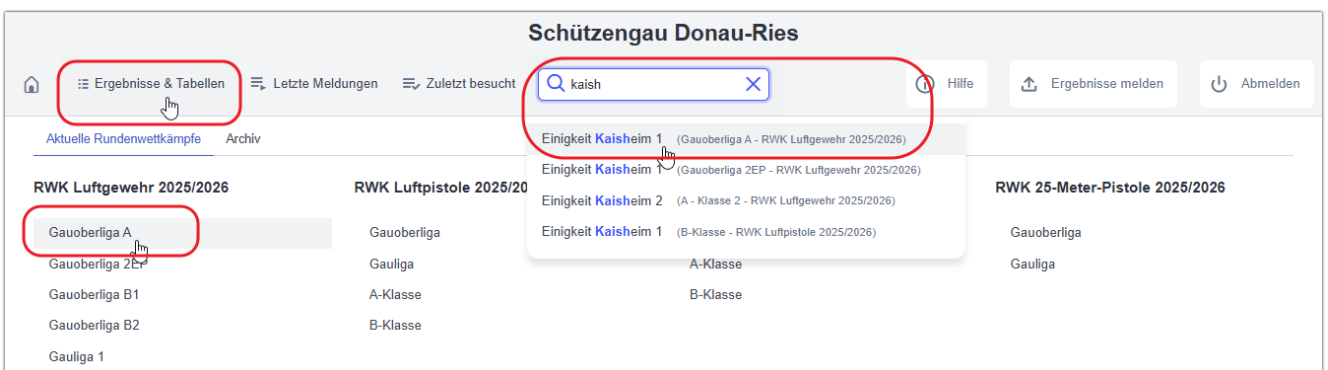 Schützengau Donau-Ries
Ergebnisse & Tabellen
Letzte Meldungen
Zuletzt besucht
kaish
Hilfe
Ergebnisse melden
Abmelden
Aktuelle Rundenwettkämpfe
Archiv
Einigkeit Kaisheim 1 (Gauoberliga A - RWK Luftgewehr 2025/2026)
Einigkeit Kaisheim 1 (Gauoberliga 2EP - RWK Luftgewehr 2025/2026)
Einigkeit Kaisheim 2 (A - Klasse 2 - RWK Luftgewehr 2025/2026)
Einigkeit Kaisheim 1 (B-Klasse - RWK Luftpistole 2025/2026)
RWK Luftgewehr 2025/2026
Gauoberliga A
Gauoberliga 2EP
Gauoberliga B1
Gauoberliga B2
Gauliga 1
RWK Luftpistole 2025/20
Gauoberliga
Gauliga
A-Klasse
B-Klasse
A-Klasse
B-Klasse
RWK 25-Meter-Pistole 2025/2026
Gauoberliga
Gauliga